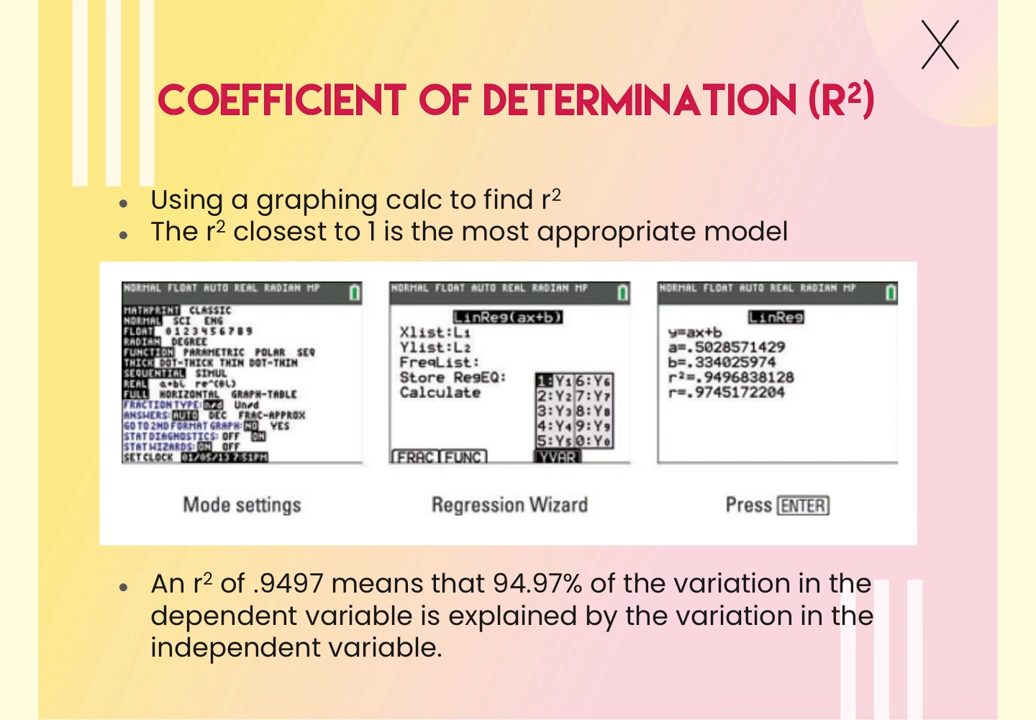 COEFFICIENT OF DETERMINATION (R²)
Using a graphing calc to find r²
The r² closest to 1 is the most appropriate model
NORMAL FLOAT AUTO REAL RADIAN MP
MATHPRINT CLASSIC
NORMAL SCI ENG
FLOAT 0 1 2 3 4 5 6 7 8 9
RADIAN DEGREE
FUNCTION PARAMETRIC POLAR SEQ
THICK DOT-THICK THIN DOT-THIN
SEQUENTIAL SIMUL
REAL a+bi re^(θi)
FULL HORIZONTAL GRAPH-TABLE
FRACTION TYPE: n/d Un/d
ANSWERS: AUTO DEC FRAC-APPROX
GO TO 2ND FORMAT GRAPH: NO YES
STAT DIAGNOSTICS: OFF ON
STAT WIZARDS: ON OFF
SET CLOCK 01/05/13 7:51PM
Mode settings
NORMAL FLOAT AUTO REAL RADIAN MP
LinReg(ax+b)
Xlist:L₁
Ylist:L₂
FreqList:
Store RegEQ:
Calculate
1:Y₁ 6:Y₆
2:Y₂ 7:Y₇
3:Y₃ 8:Y₈
4:Y₄ 9:Y₉
5:Y₅ 0:Y₀
FRAC FUNC YVAR
Regression Wizard
NORMAL FLOAT AUTO REAL RADIAN MP
LinReg
y=ax+b
a=.5028571429
b=.334025974
r²=.9496838128
r=.9745172204
Press ENTER
An r² of .9497 means that 94.97% of the variation in the
dependent variable is explained by the variation in the
independent variable.